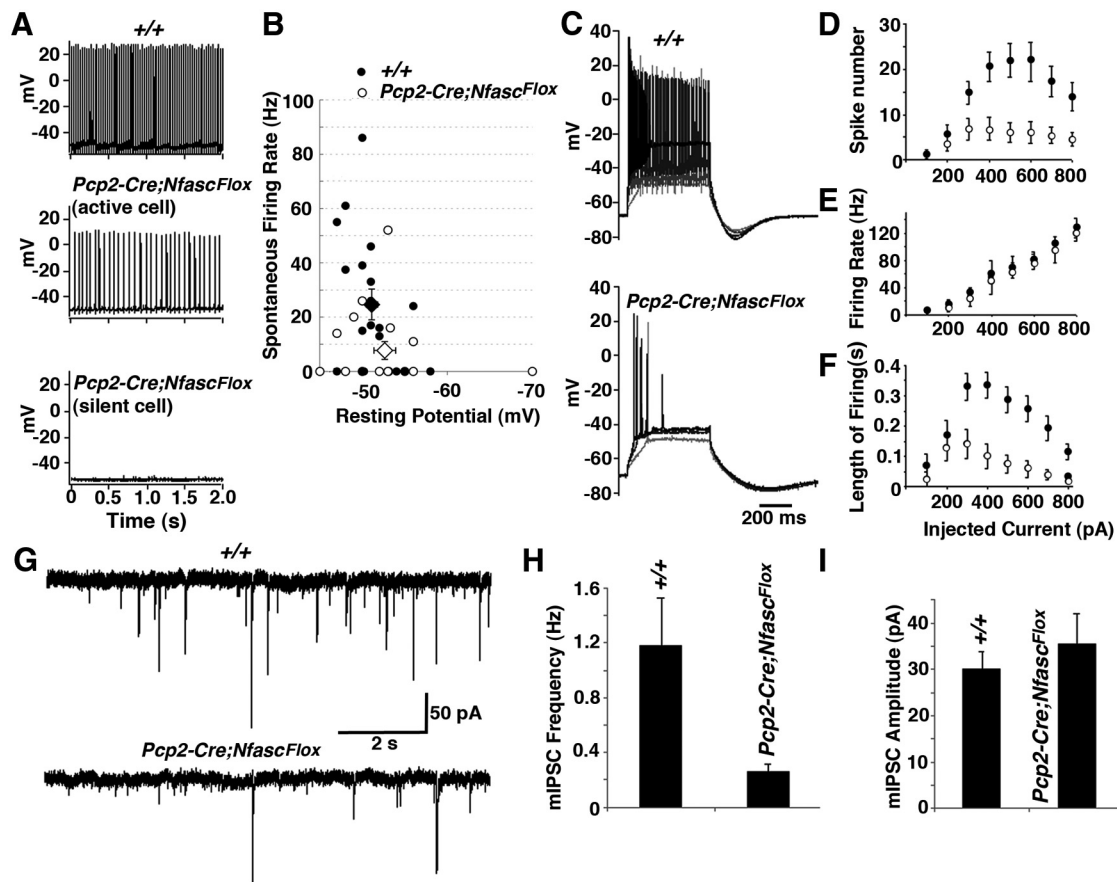 A
+/+
mV
20
0
-20
-40
Pcp2-Cre;NfascFlox
(active cell)
mV
20
0
-20
-40
Pcp2-Cre;NfascFlox
(silent cell)
mV
20
0
-20
-40
0 0.5 1.0 1.5 2.0
Time (s)
B
+/+
Pcp2-Cre;NfascFlox
Spontaneous Firing Rate (Hz)
100
80
60
40
20
0
-50 -60 -70
Resting Potential (mV)
C
+/+
mV
40
20
0
-20
-40
-60
-80
Pcp2-Cre;NfascFlox
mV
40
20
0
-20
-40
-60
-80
200 ms
D
Spike number
30
20
10
0
200 400 600 800
E
Firing Rate (Hz)
120
80
40
0
200 400 600 800
F
Length of Firing(s)
0.4
0.3
0.2
0.1
0
200 400 600 800
Injected Current (pA)
G
+/+
50 pA
2 s
Pcp2-Cre;NfascFlox
H
mIPSC Frequency (Hz)
1.6
1.2
0.8
0.4
0
+/+
Pcp2-Cre;NfascFlox
I
mIPSC Amplitude (pA)
40
30
20
10
0
+/+
Pcp2-Cre;NfascFlox